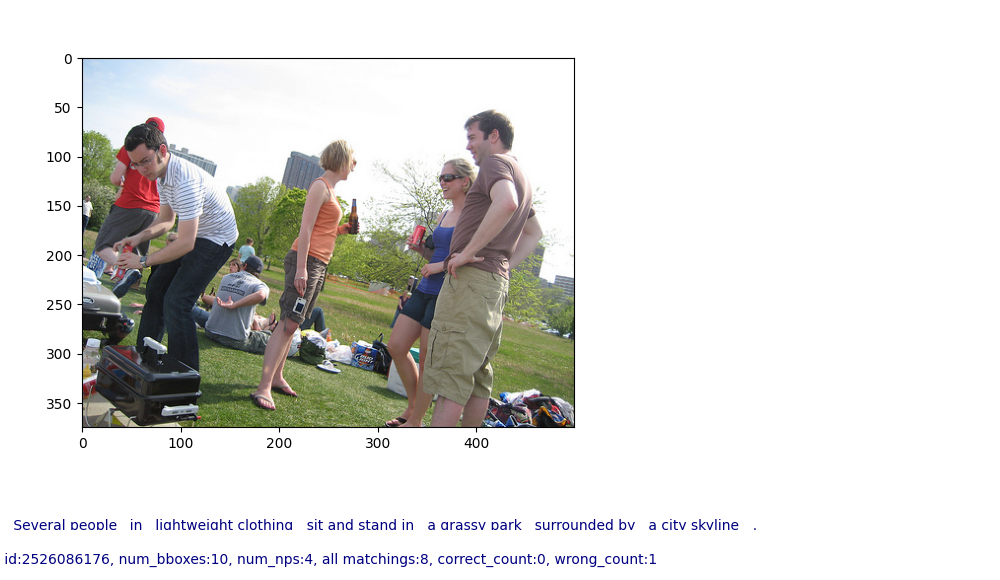 0
50
100
150
200
250
300
350
0 100 200 300 400
Several people in lightweight clothing sit and stand in a grassy park surrounded by a city skyline .
id:2526086176, num_bboxes:10, num_nps:4, all matchings:8, correct_count:0, wrong_count:1